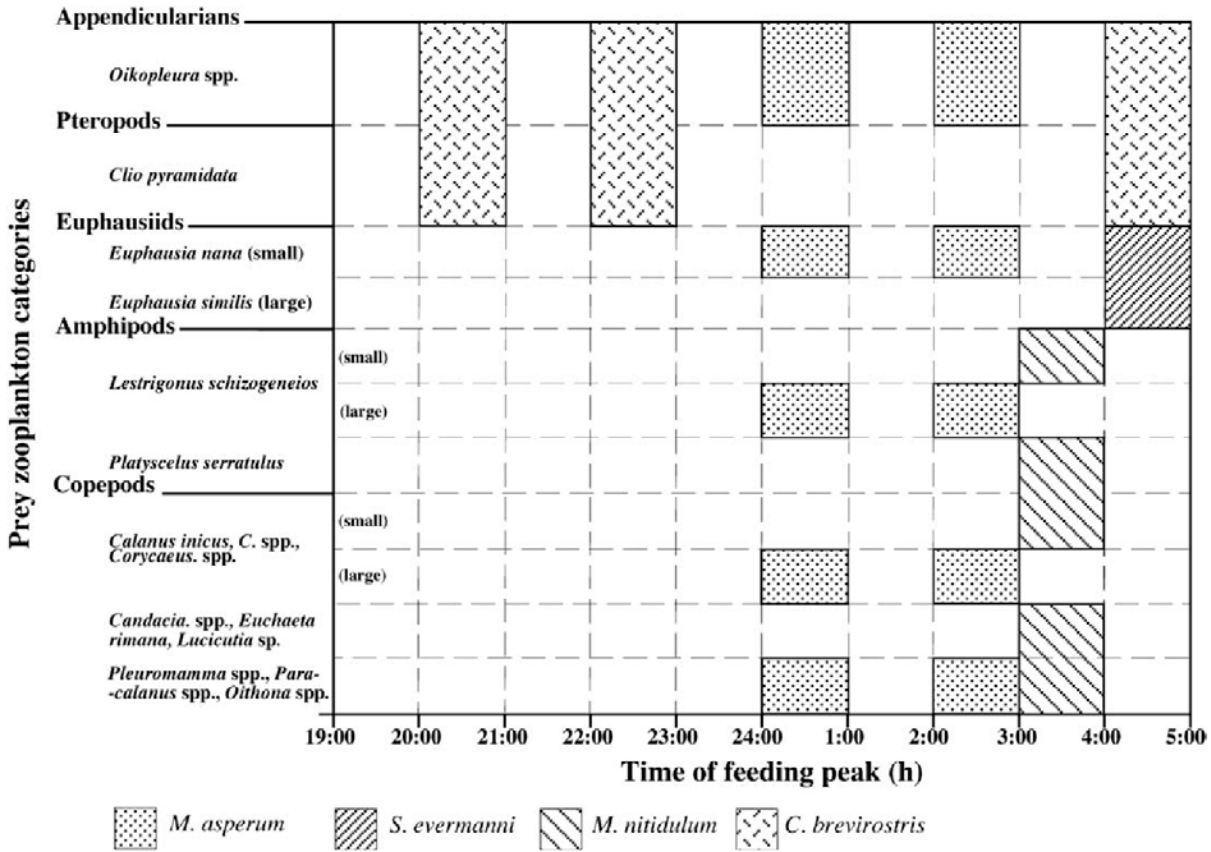 Appendicularians
Oikopleura spp.
Pteropods
Clio pyramidata
Euphausiids
Euphausia nana (small)
Euphausia similis (large)
Amphipods
(small)
Lestrigonus schizogeneios
(large)
Platyscelus serratulus
Copepods
(small)
Calanus inicus, C. spp.,
Corycaeus. spp.
(large)
Candacia. spp., Euchaeta
rimana, Lucicutia sp.
Pleuromamma spp., Para-
-calanus spp., Oithona spp.
Prey zooplankton categories
19:00 20:00 21:00 22:00 23:00 24:00 1:00 2:00 3:00 4:00 5:00
Time of feeding peak (h)
M. asperum S. evermanni M. nitidulum C. brevirostris